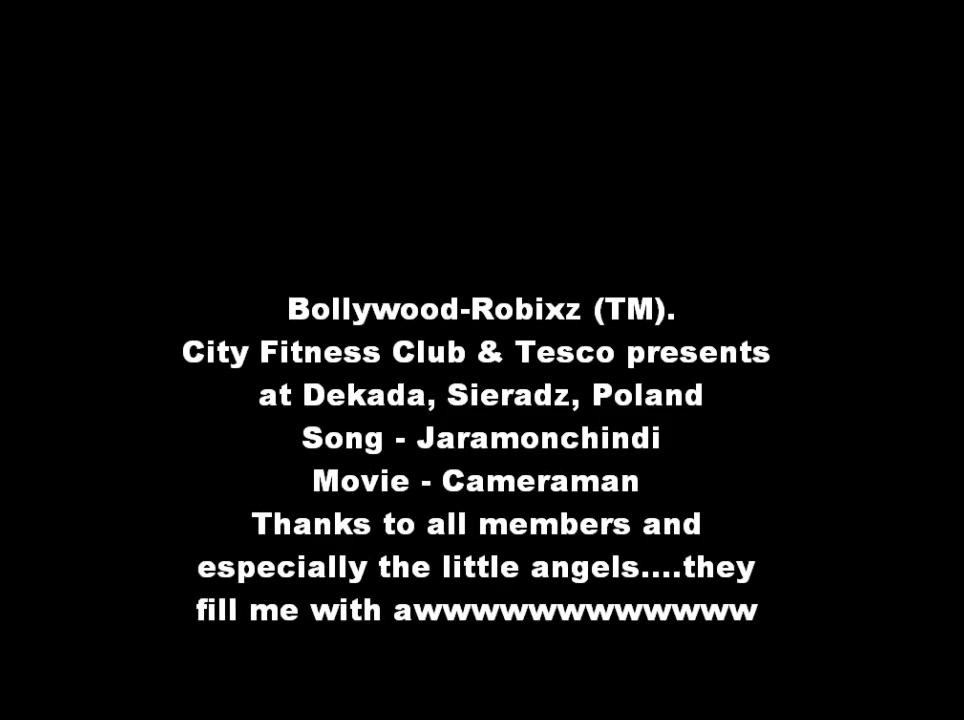 Bollywood-Robixz (TM).
City Fitness Club & Tesco presents
at Dekada, Sieradz, Poland
Song - Jaramonchindi
Movie - Cameraman
Thanks to all members and
especially the little angels....they
fill me with awwwwwwwwwwww